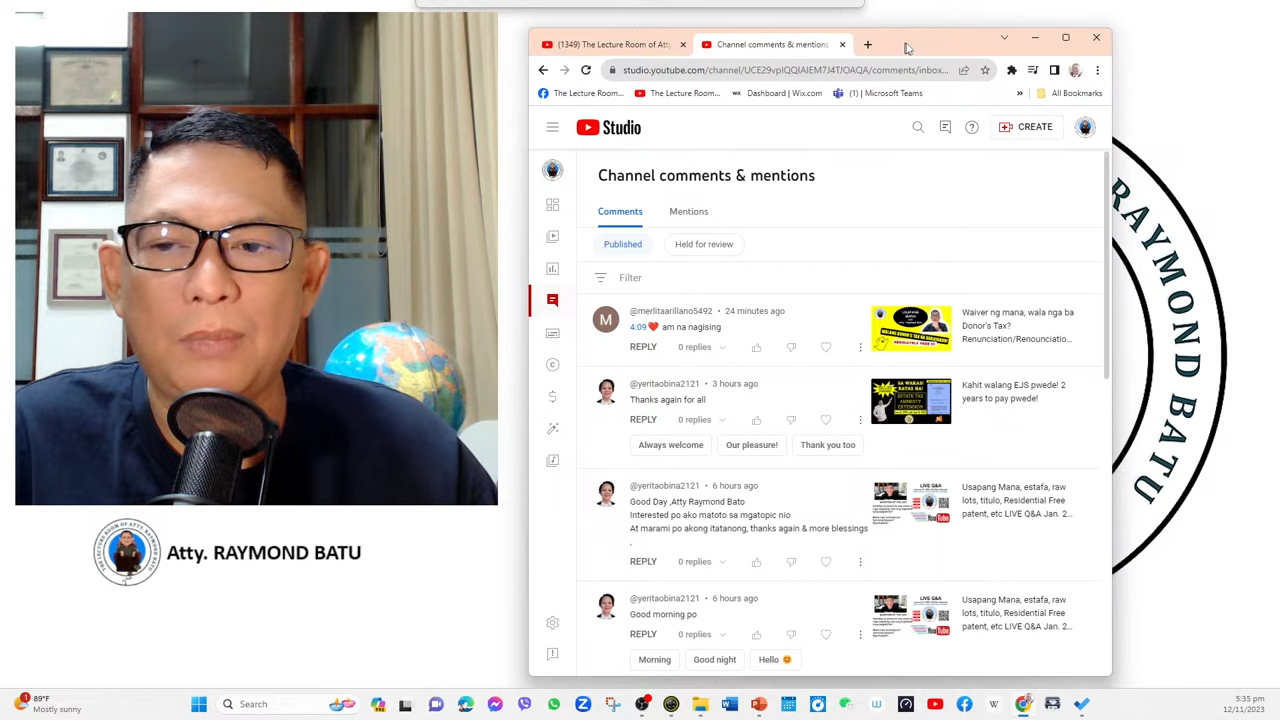 (1349) The Lecture Room of Att
Channel comments & mentions
studio.youtube.com/channel/UCE29vpIQQIAIEM7J4TJOAQA/comments/inbox...
The Lecture Room...
The Lecture Room...
Dashboard | Wix.com
(1) | Microsoft Teams
»
All Bookmarks
Studio
CREATE
Channel comments & mentions
Comments
Mentions
Published
Held for review
Filter
M
@merlitaarillano5492 • 24 minutes ago
4:09 am na nagising
REPLY
0 replies
Waiver ng mana, wala nga ba
Donors Tax?
Renunciation/Renounciatio...
@yeritaobina2121 • 3 hours ago
Thanks again for all
REPLY
0 replies
Always welcome
Our pleasure!
Thank you too
Kahit walang EJS pwede! 2
years to pay pwede!
@yeritaobina2121 • 6 hours ago
Good Day ,Atty Raymond Bato
Interested po ako matoto sa mgatopic nio
At marami po akong itatanong, thanks again & more blessings
,
REPLY
0 replies
Usapang Mana, estafa, raw
lots, titulo, Residential Free
patent, etc LIVE Q&A Jan. 2...
@yeritaobina2121 • 6 hours ago
Good morning po
REPLY
0 replies
Morning
Good night
Hello 😊
Usapang Mana, estafa, raw
lots, titulo, Residential Free
patent, etc LIVE Q&A Jan. 2...
LIVE Q&A
YouTube
LIVE Q&A
YouTube
RAYMOND BATU
Atty. RAYMOND BATU
89°F
Mostly sunny
Search
5:35 pm
12/11/2023